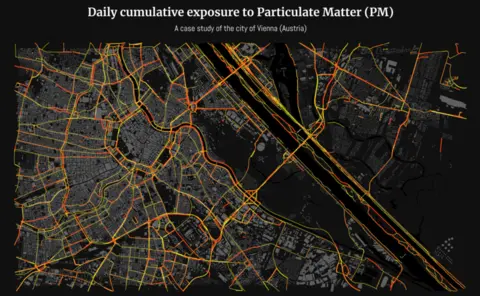 Daily cumulative exposure to Particulate Matter (PM)
A case study of the city of Vienna (Austria)